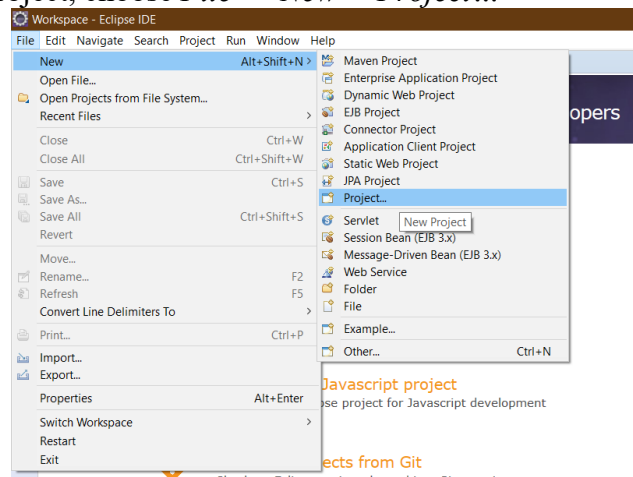 Workspace - Eclipse IDE
File Edit Navigate Search Project Run Window Help
New Alt+Shift+N >
Open File...
Open Projects from File System...
Recent Files >
Close Ctrl+W
Close All Ctrl+Shift+W
Save Ctrl+S
Save As...
Save All Ctrl+Shift+S
Revert
Move...
Rename... F2
Refresh F5
Convert Line Delimiters To >
Print... Ctrl+P
Import...
Export...
Properties Alt+Enter
Switch Workspace >
Restart
Exit
Maven Project
Enterprise Application Project
Dynamic Web Project
EJB Project
Connector Project
Application Client Project
Static Web Project
JPA Project
Project...
Servlet
New Project
Session Bean (EJB 3.x)
Message-Driven Bean (EJB 3.x)
Web Service
Folder
File
Example...
Other... Ctrl+N
opers
Javascript project
ose project for Javascript development
ects from Git